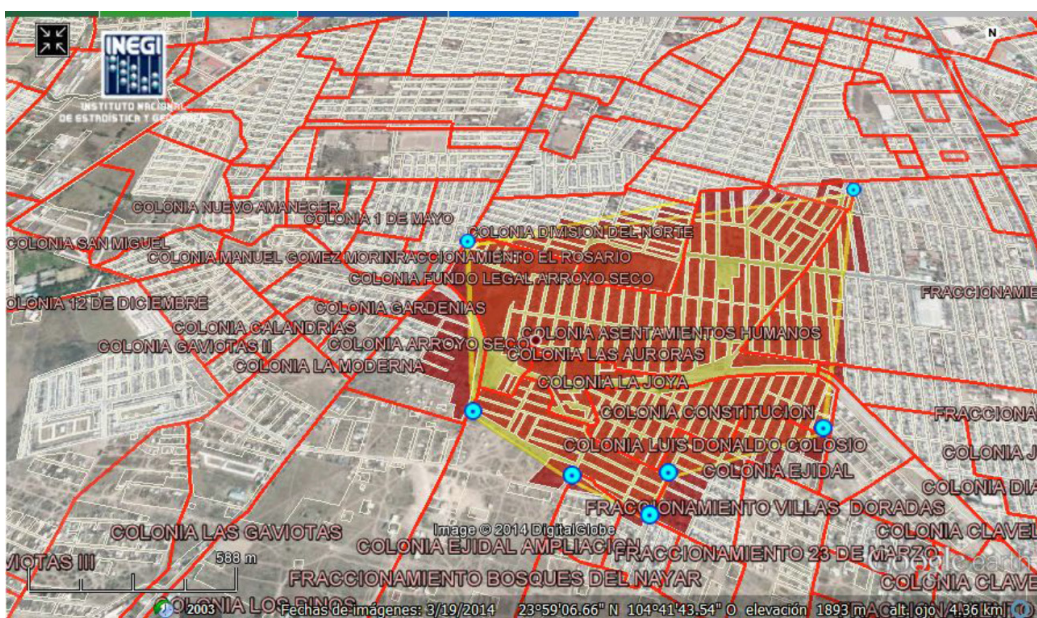 N
INEGI
INSTITUTO NACIONAL
DE ESTADÍSTICA Y GEOGRAFÍA
COLONIA NUEVO AMANECER
COLONIA 1 DE MAYO
COLONIA DIVISION DEL NORTE
COLONIA SAN MIGUEL
COLONIA MANUEL GOMEZ MORIN
FRACCIONAMIENTO EL ROSARIO
COLONIA FUNDO LEGAL ARROYO SECO
FRACCIONAMIE
OLONIA 12 DE DICIEMBRE
COLONIA GARDENIAS
COLONIA CALANDRIAS
COLONIA ASENTAMIENTOS HUMANOS
COLONIA GAVIOTAS II
COLONIA ARROYO SECO
COLONIA LAS AURORAS
COLONIA LA MODERNA
COLONIA LA JOYA
COLONIA CONSTITUCION
FRACCIONA
COLONIA LUIS DONALDO COLOSIO
COLONIA J
COLONIA EJIDAL
COLONIA DIA
FRACCIONAMIENTO VILLAS DORADAS
COLONIA LAS GAVIOTAS
Image © 2014 DigitalGlobe
COLONIA CLAVEL
COLONIA EJIDAL AMPLIACION
FRACCIONAMIENTO 23 DE MARZO
VIOTAS III
588 m
Google earth
FRACCIONAMIENTO BOSQUES DEL NAYAR
COLONIA CLAVE
2003
COLONIA LOS PINOS
Fechas de imágenes: 3/19/2014 23°59'06.66" N 104°41'43.54" O elevación 1893 m alt. ojo 4.36 km